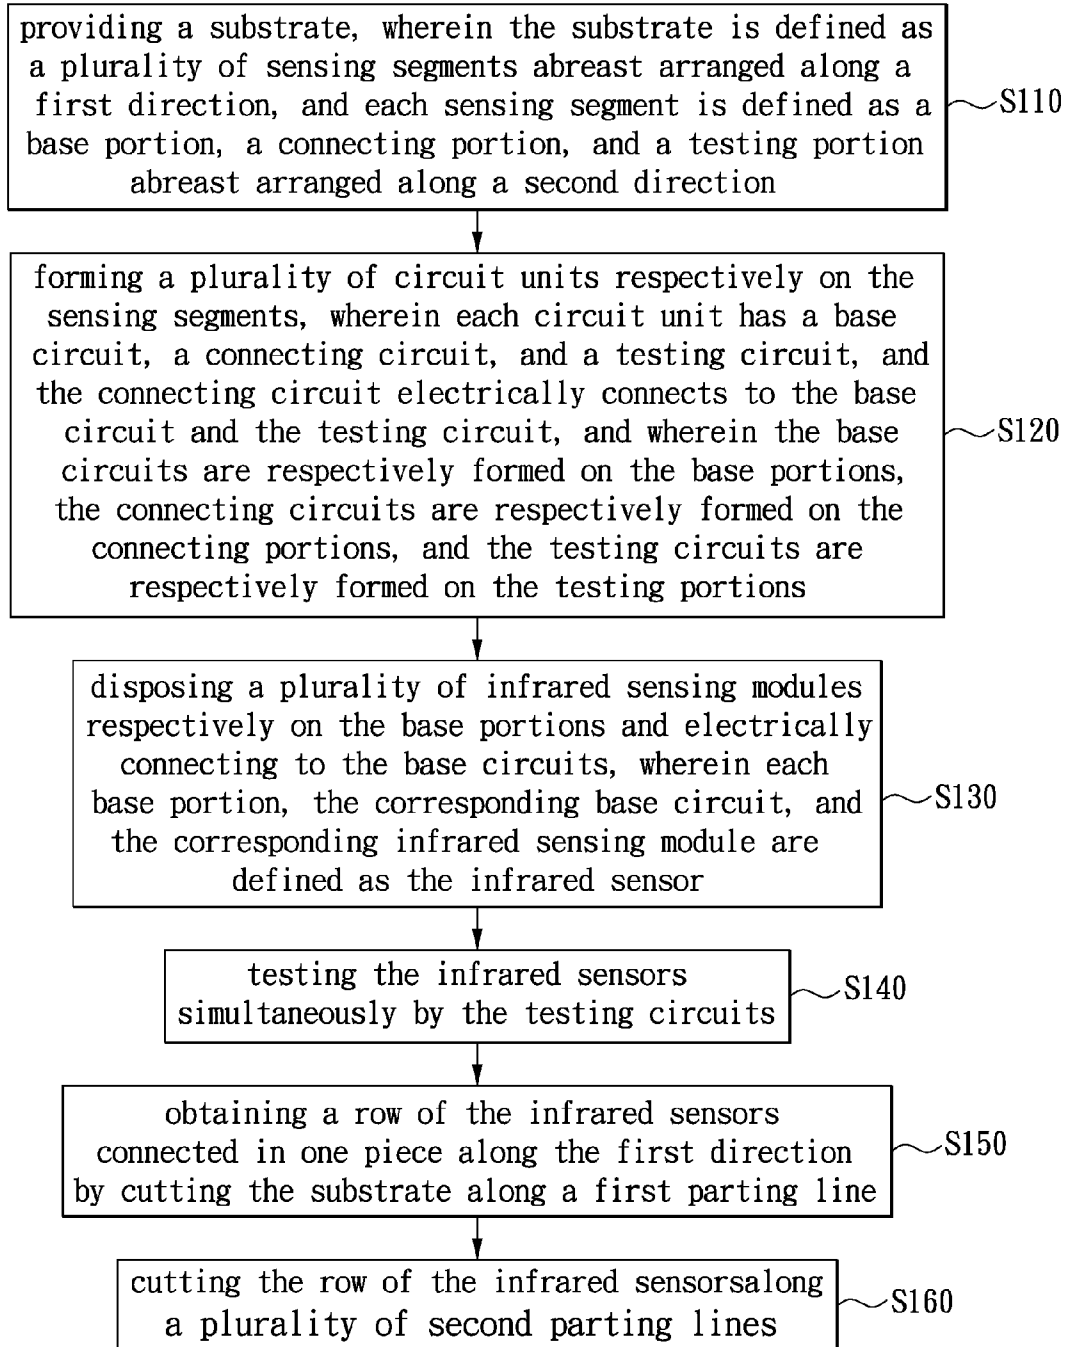 providing a substrate, wherein the substrate is defined as
a plurality of sensing segments abreast arranged along a
first direction, and each sensing segment is defined as a
base portion, a connecting portion, and a testing portion
abreast arranged along a second direction
S110
forming a plurality of circuit units respectively on the
sensing segments, wherein each circuit unit has a base
circuit, a connecting circuit, and a testing circuit, and
the connecting circuit electrically connects to the base
circuit and the testing circuit, and wherein the base
circuits are respectively formed on the base portions,
the connecting circuits are respectively formed on the
connecting portions, and the testing circuits are
respectively formed on the testing portions
S120
disposing a plurality of infrared sensing modules
respectively on the base portions and electrically
connecting to the base circuits, wherein each
base portion, the corresponding base circuit, and
the corresponding infrared sensing module are
defined as the infrared sensor
S130
testing the infrared sensors
simultaneously by the testing circuits
S140
obtaining a row of the infrared sensors
connected in one piece along the first direction
by cutting the substrate along a first parting line
S150
cutting the row of the infrared sensorsalong
a plurality of second parting lines
S160